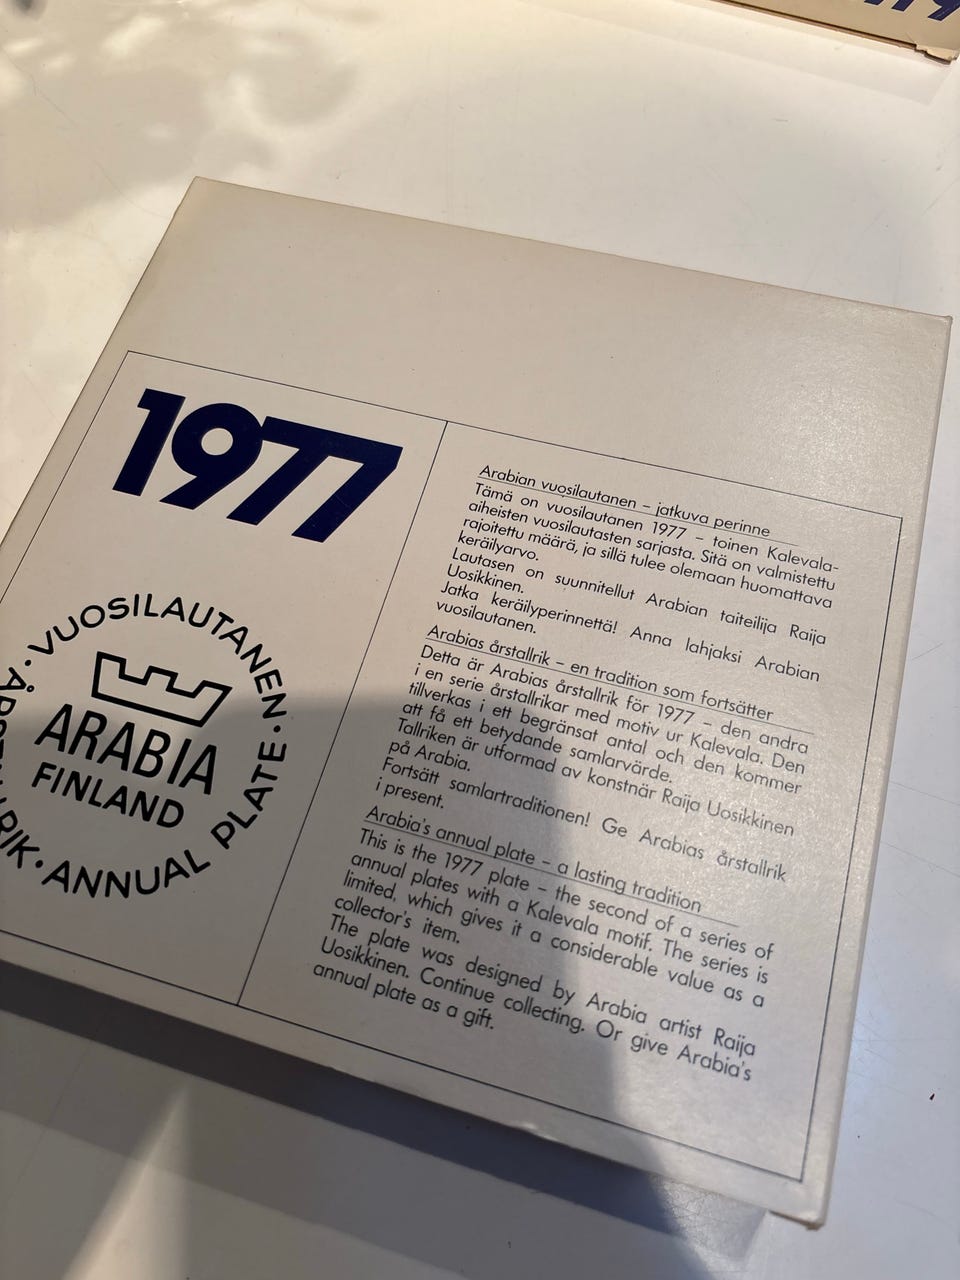 1977
VUOSILAUTANEN · ANNUAL PLATE ·
ARABIA
FINLAND
Arabian vuosilautanen – jatkuva perinne
Tämä on vuosilautanen 1977 – toinen Kalevala-
aiheisten vuosilautasten sarjasta. Sitä on valmistettu
rajoitettu määrä, ja sillä tulee olemaan huomattava
keräilyarvo.
Lautasen on suunnitellut Arabian taiteilija Raija
Uosikkinen.
Jatka keräilyperinnettä! Anna lahjaksi Arabian
vuosilautanen.
Arabias årstallrik – en tradition som fortsätter
Detta är Arabias årstallrik för 1977 – den andra
i en serie årstallrikar med motiv ur Kalevala. Den
tillverkas i ett begränsat antal och den kommer
att få ett betydande samlarvärde.
Tallriken är utformad av konstnär Raija Uosikkinen
på Arabia.
Fortsätt samlartraditionen! Ge Arabias årstallrik
i present.
Arabia's annual plate – a lasting tradition
This is the 1977 plate – the second of a series of
annual plates with a Kalevala motif. The series is
limited, which gives it a considerable value as a
collector's item.
The plate was designed by Arabia artist Raija
Uosikkinen. Continue collecting. Or give Arabia's
annual plate as a gift.